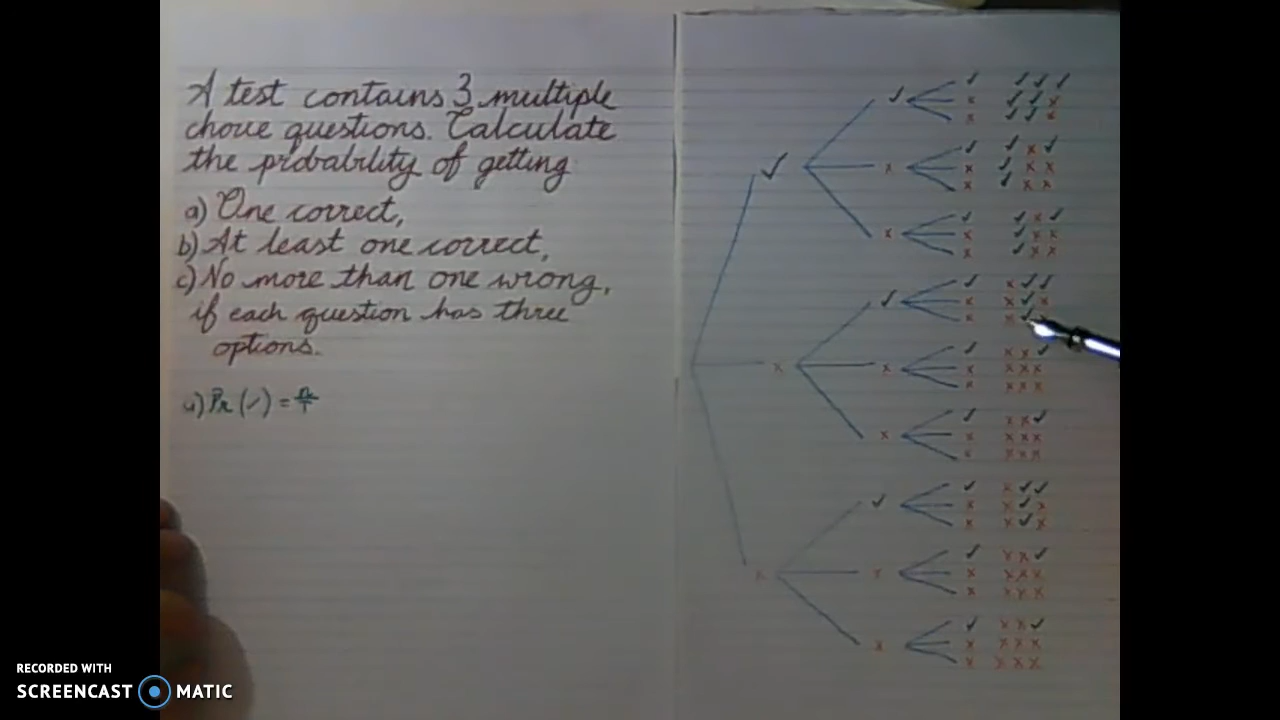 A test contains 3 multiple
choice questions. Calculate
the probability of getting
a) One correct,
b) At least one correct,
c) No more than one wrong,
if each question has three
options.
a) Pr (✓) =
✓ ✓ ✓ ✓ ✓
x ✓ ✓ x
x ✓ ✓ x
✓ x ✓ ✓ x ✓
x ✓ x x
x ✓ x x
x ✓ ✓ x ✓
x ✓ x x
x ✓ x x
✓ ✓ x ✓ ✓
x x ✓ x
x x ✓
x x ✓ x x ✓
x x x x
x x x x
x ✓ x x ✓
x x x x
x x x x
✓ ✓ x ✓ ✓
x x ✓ x
x x ✓ x
x x ✓ x x ✓
x x x x
x x x x
x ✓ x x ✓
x x x x
x x x x
RECORDED WITH
SCREENCAST MATIC